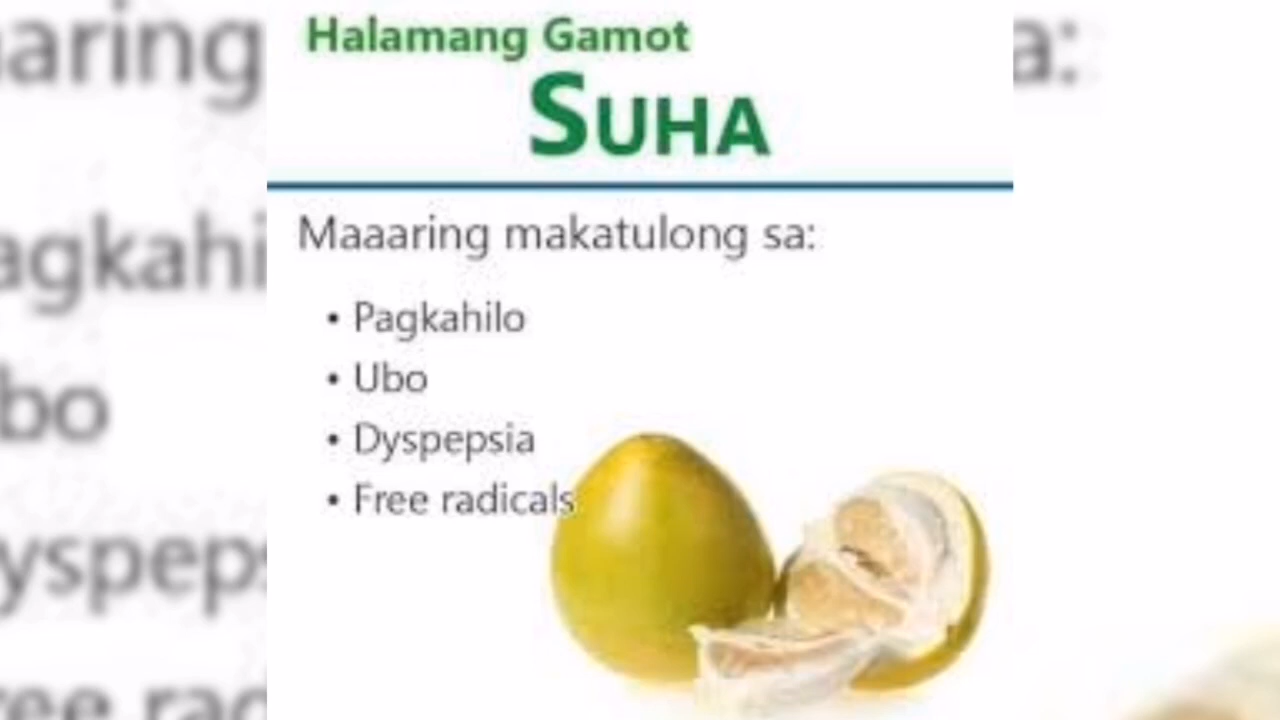 Halamang Gamot
SUHA
Maaaring makatulong sa:
• Pagkahilo
• Ubo
• Dyspepsia
• Free radicals